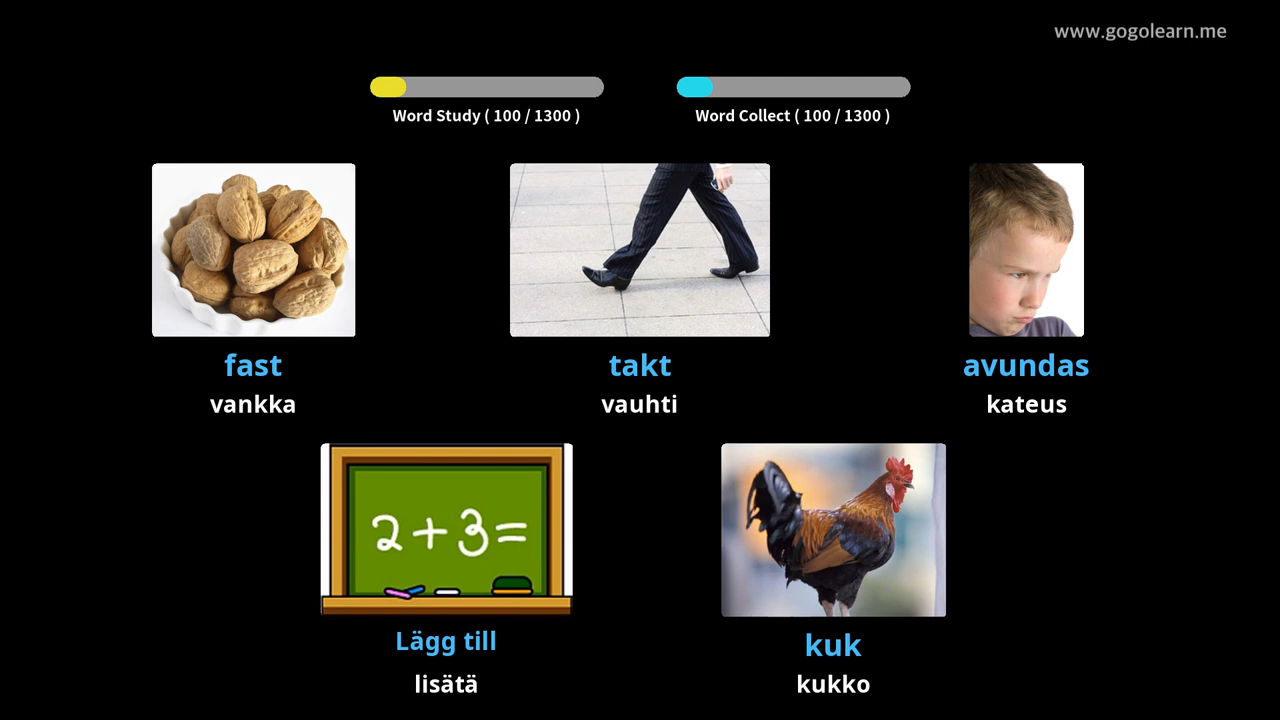 www.gogolearn.me
Word Study ( 100 / 1300 )
Word Collect ( 100 / 1300 )
fast
vankka
takt
vauhti
avundas
kateus
2+3=
Lägg till
lisätä
kuk
kukko